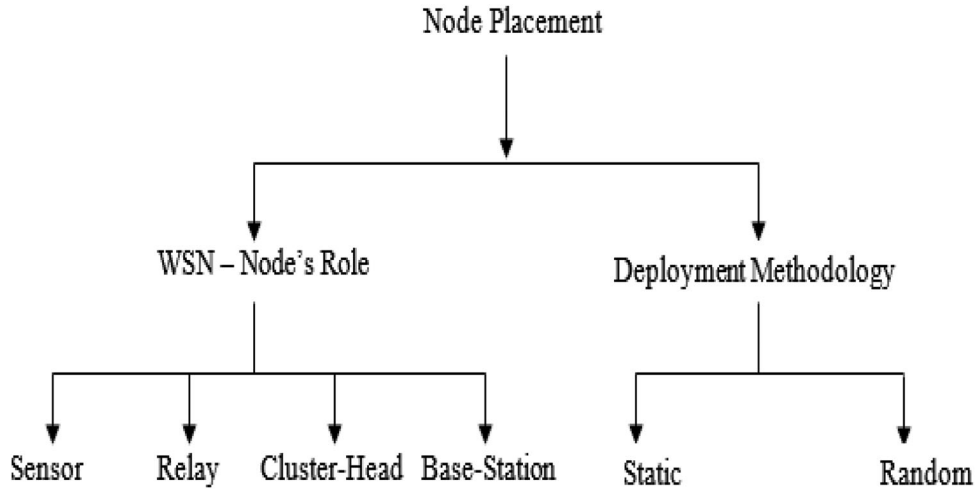 Node Placement
WSN – Node's Role
Deployment Methodology
Sensor
Relay
Cluster-Head
Base-Station
Static
Random